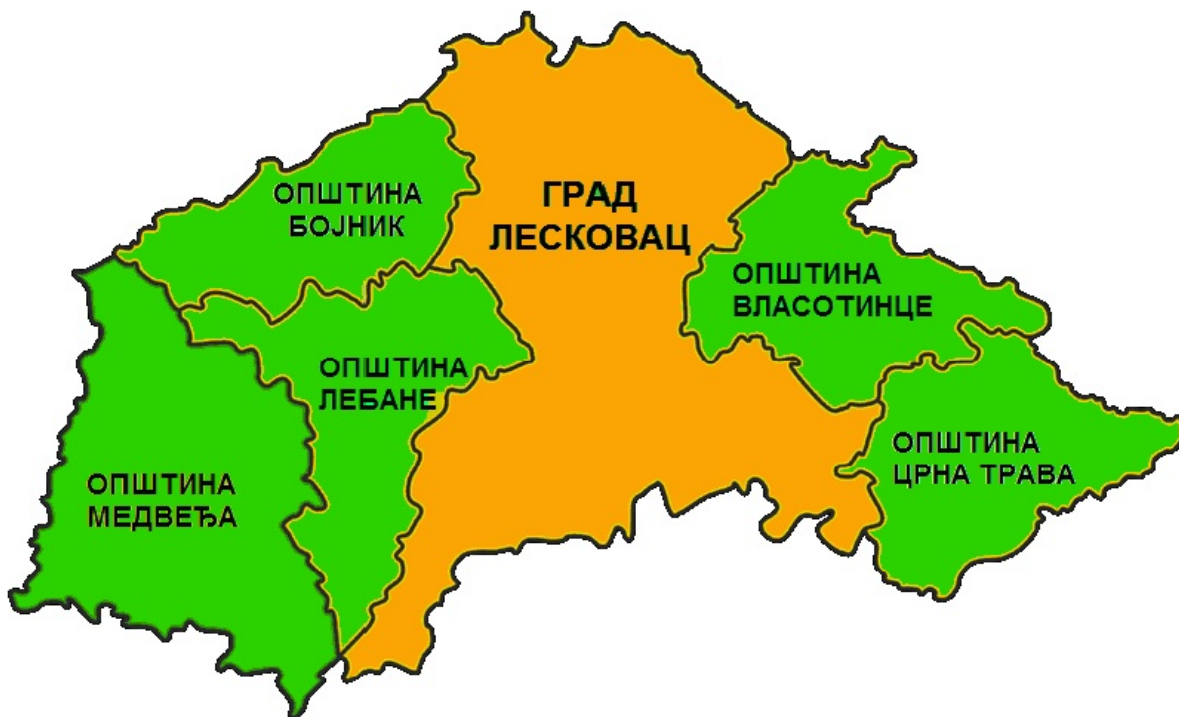 ОПШТИНА
БОЈНИК
ГРАД
ЛЕСКОВАЦ
ОПШТИНА
ВЛАСОТИНЦЕ
ОПШТИНА
ЛЕБАНЕ
ОПШТИНА
ЦРНА ТРАВА
ОПШТИНА
МЕДВЕЂА